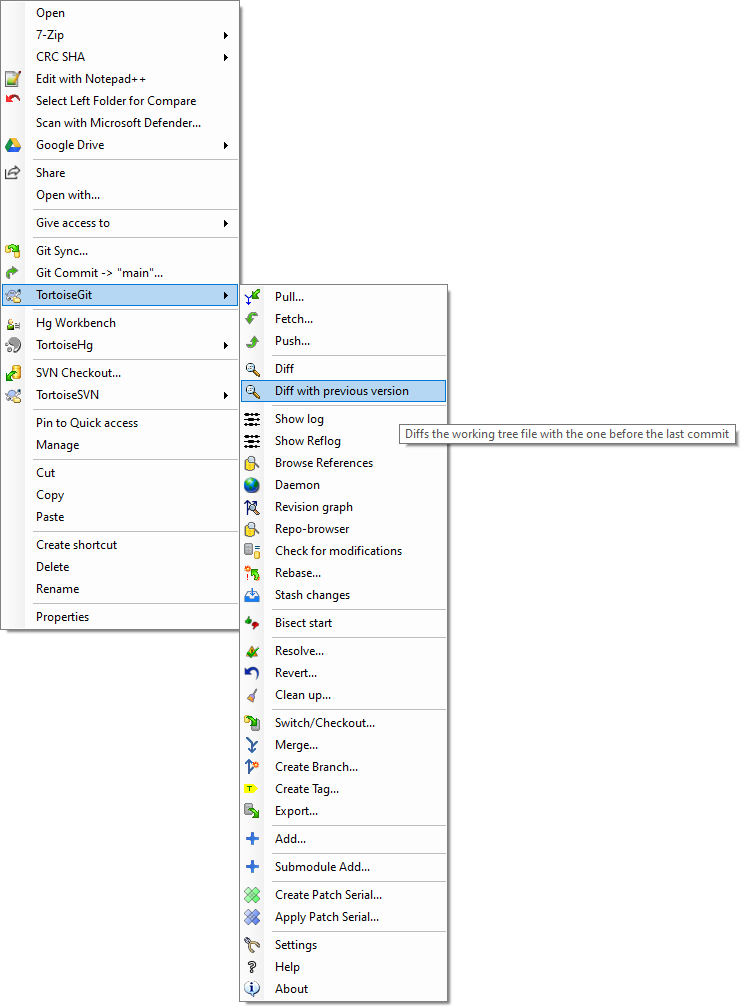 Open
7-Zip
CRC SHA
Edit with Notepad++
Select Left Folder for Compare
Scan with Microsoft Defender...
Google Drive
Share
Open with...
Give access to
Git Sync...
Git Commit -> "main"...
TortoiseGit
Hg Workbench
TortoiseHg
SVN Checkout...
TortoiseSVN
Pin to Quick access
Manage
Cut
Copy
Paste
Create shortcut
Delete
Rename
Properties
Pull...
Fetch...
Push...
Diff
Diff with previous version
Show log
Diffs the working tree file with the one before the last commit
Show Reflog
Browse References
Daemon
Revision graph
Repo-browser
Check for modifications
Rebase...
Stash changes
Bisect start
Resolve...
Revert...
Clean up...
Switch/Checkout...
Merge...
Create Branch...
Create Tag...
Export...
Add...
Submodule Add...
Create Patch Serial...
Apply Patch Serial...
Settings
Help
About